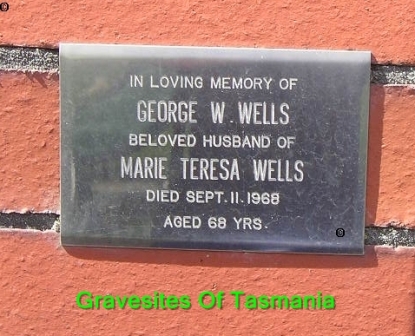 IN LOVING MEMORY OF
GEORGE W. WELLS
BELOVED HUSBAND OF
MARIE TERESA WELLS
DIED SEPT. 11. 1968
AGED 68 YRS.
Gravesites Of Tasmania